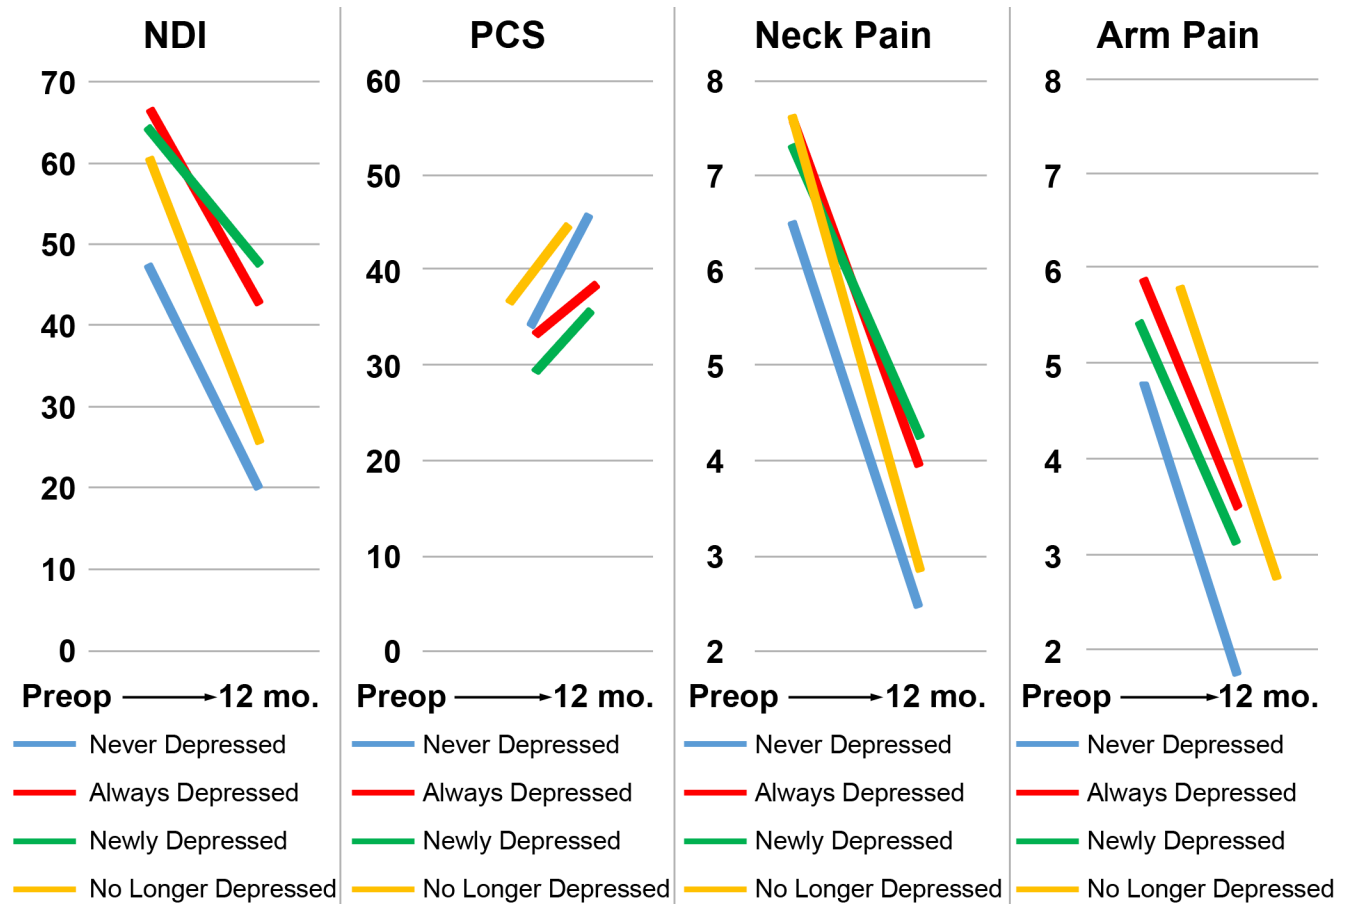 NDI
70
60
50
40
30
20
10
0
Preop 12 mo.
Never Depressed
Always Depressed
Newly Depressed
No Longer Depressed
PCS
60
50
40
30
20
10
0
Preop 12 mo.
Never Depressed
Always Depressed
Newly Depressed
No Longer Depressed
Neck Pain
8
7
6
5
4
3
2
Preop 12 mo.
Never Depressed
Always Depressed
Newly Depressed
No Longer Depressed
Arm Pain
8
7
6
5
4
3
2
Preop 12 mo.
Never Depressed
Always Depressed
Newly Depressed
No Longer Depressed